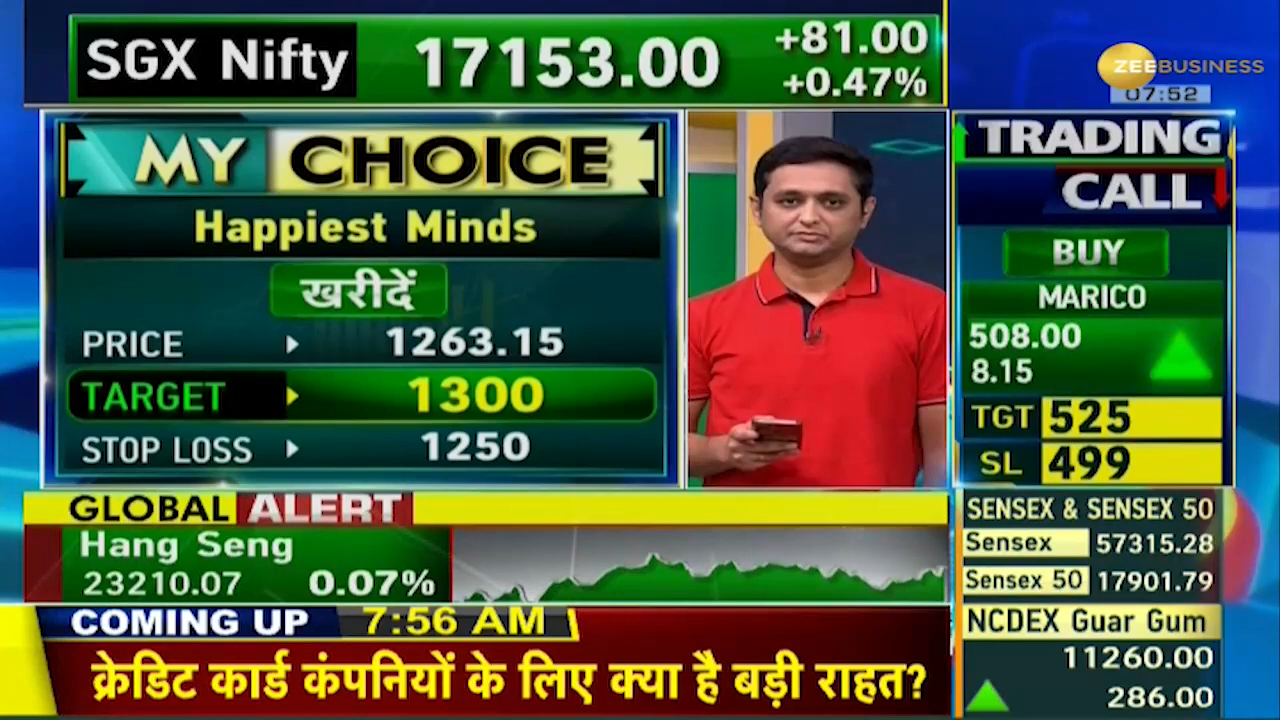 SGX Nifty 17153.00 +81.00
+0.47%
ZEEBUSINESS
07:52
MY CHOICE
Happiest Minds
खरीदें
PRICE 1263.15
TARGET 1300
STOP LOSS 1250
TRADING
CALL
BUY
MARICO
508.00
8.15
TGT 525
SL 499
GLOBAL ALERT
Hang Seng
23210.07 0.07%
SENSEX & SENSEX 50
Sensex 57315.28
Sensex 50 17901.79
NCDEX Guar Gum
11260.00
286.00
COMING UP 7:56 AM
क्रेडिट कार्ड कंपनियों के लिए क्या है बड़ी राहत?